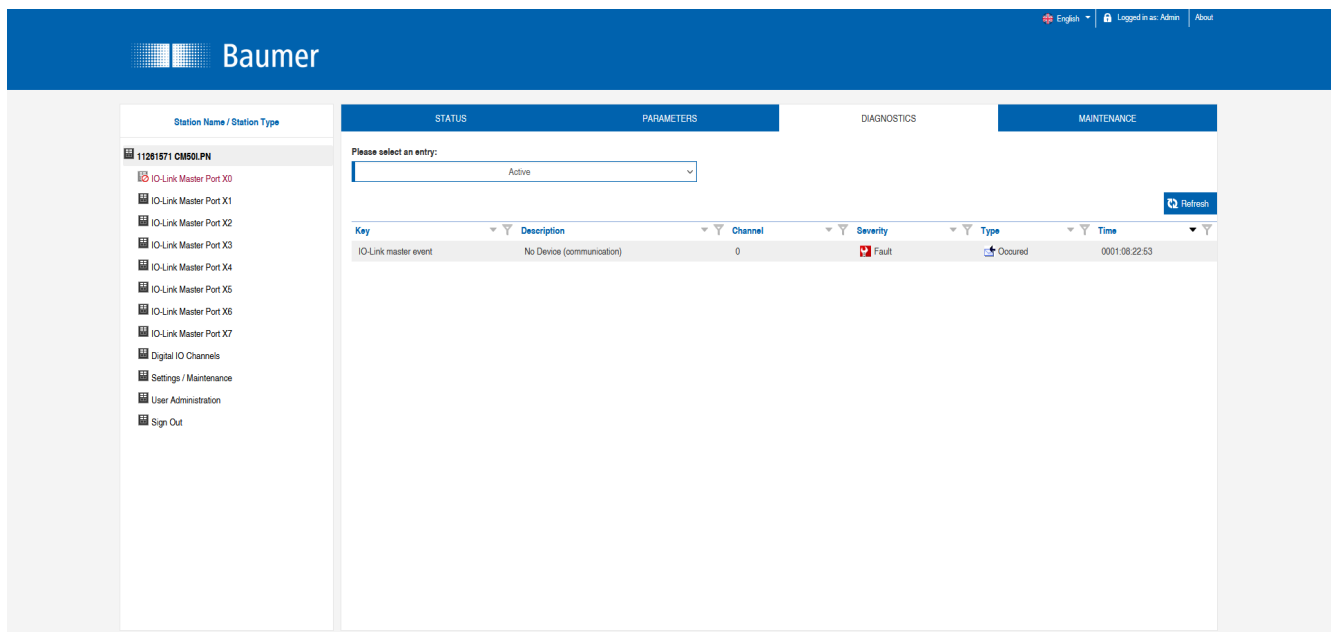 English
Logged in as: Admin
About
Baumer
Station Name / Station Type
11261571 CM50I.PN
IO-Link Master Port X0
IO-Link Master Port X1
IO-Link Master Port X2
IO-Link Master Port X3
IO-Link Master Port X4
IO-Link Master Port X5
IO-Link Master Port X6
IO-Link Master Port X7
Digital IO Channels
Settings / Maintenance
User Administration
Sign Out
STATUS PARAMETERS DIAGNOSTICS MAINTENANCE
Please select an entry:
Active
Refresh
Key Description Channel Severity Type Time
IO-Link master event No Device (communication) 0 Fault Occured 0001:08:22:53